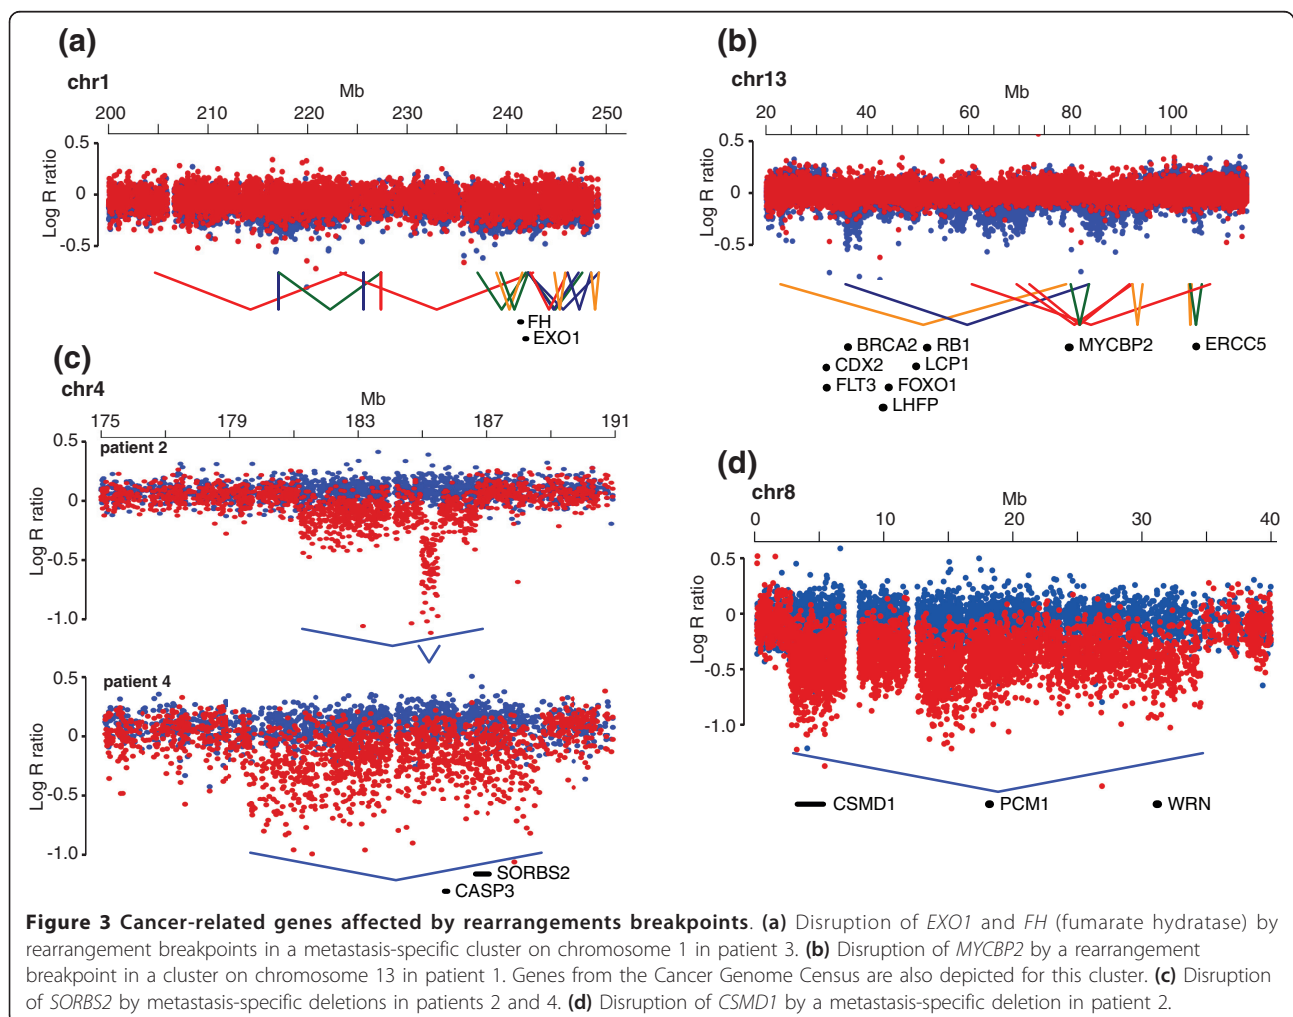 (a)
chr1
Mb
200 210 220 230 240 250
0.5
0
-0.5
Log R ratio
FH
EXO1
(b)
chr13
Mb
20 40 60 80 100
0.5
0
-0.5
Log R ratio
BRCA2 RB1 MYCBP2 ERCC5
CDX2 LCP1
FLT3 FOXO1
LHFP
(c)
chr4
Mb
175 179 183 187 191
patient 2
0.5
0
-0.5
-1.0
Log R ratio
patient 4
0.5
0
-0.5
-1.0
Log R ratio
SORBS2
CASP3
(d)
chr8
Mb
0 10 20 30 40
0.5
0
-0.5
-1.0
Log R ratio
CSMD1 PCM1 WRN
Figure 3 Cancer-related genes affected by rearrangements breakpoints. (a) Disruption of EXO1 and FH (fumarate hydratase) by
rearrangement breakpoints in a metastasis-specific cluster on chromosome 1 in patient 3. (b) Disruption of MYCBP2 by a rearrangement
breakpoint in a cluster on chromosome 13 in patient 1. Genes from the Cancer Genome Census are also depicted for this cluster. (c) Disruption
of SORBS2 by metastasis-specific deletions in patients 2 and 4. (d) Disruption of CSMD1 by a metastasis-specific deletion in patient 2.